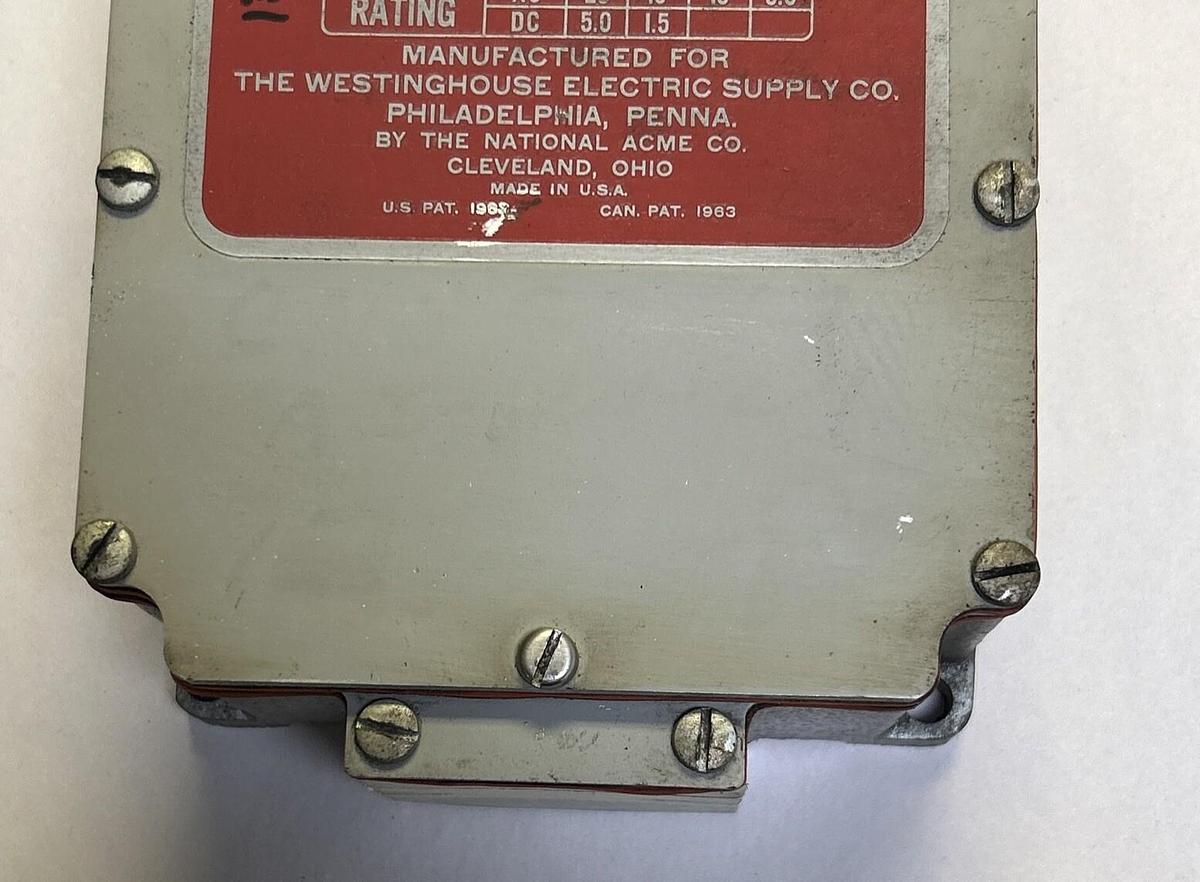 RATING
DC 5.0 1.5
MANUFACTURED FOR
THE WESTINGHOUSE ELECTRIC SUPPLY CO.
PHILADELPHIA, PENNA.
BY THE NATIONAL ACME CO.
CLEVELAND, OHIO
MADE IN U.S.A.
U.S. PAT. CAN. PAT. 1963